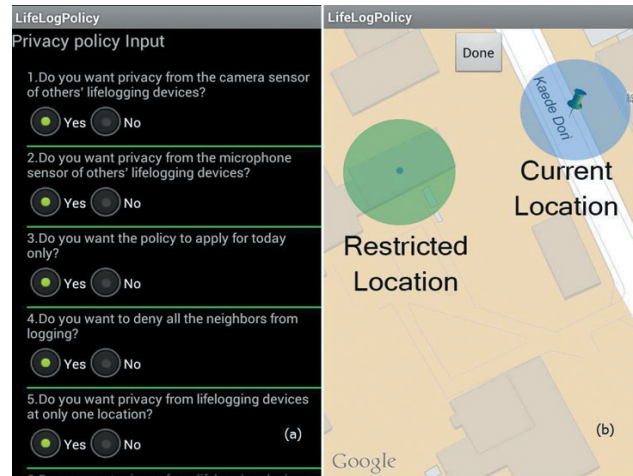 LifeLogPolicy
Privacy policy Input
1.Do you want privacy from the camera sensor
of others' lifelogging devices?
Yes No
2.Do you want privacy from the microphone
sensor of others' lifelogging devices?
Yes No
3.Do you want the policy to apply for today
only?
Yes No
4.Do you want to deny all the neighbors from
logging?
Yes No
5.Do you want privacy from lifelogging devices
at only one location?
Yes No
(a)
LifeLogPolicy
Done
Kaede Dori
Current
Location
Restricted
Location
(b)
Google